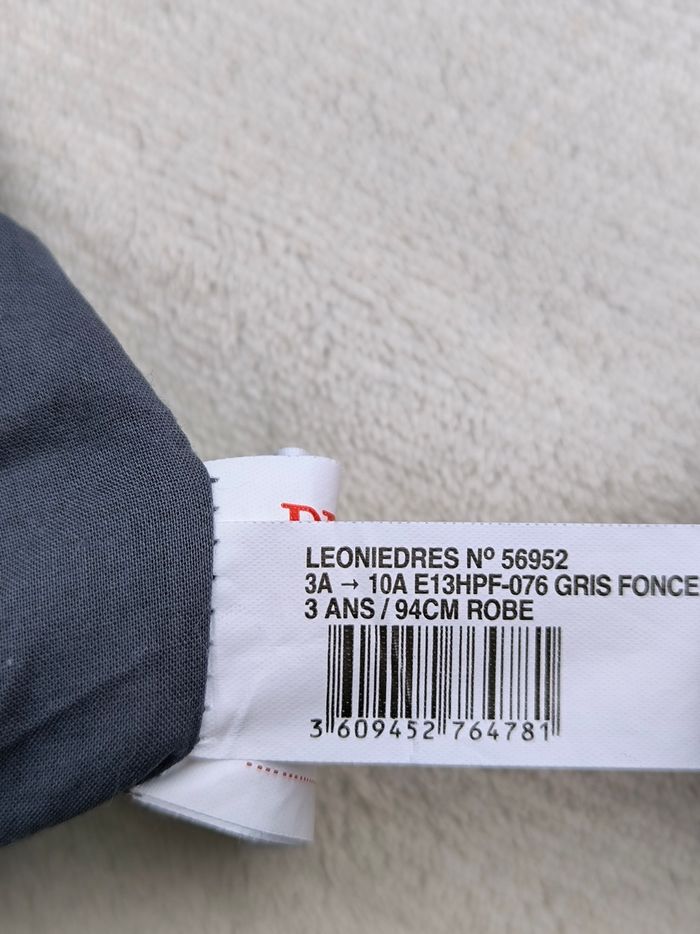 LEONIEDRES Nº 56952
3A → 10A E13HPF-076 GRIS FONCE
3 ANS / 94CM ROBE
3 609452 764781